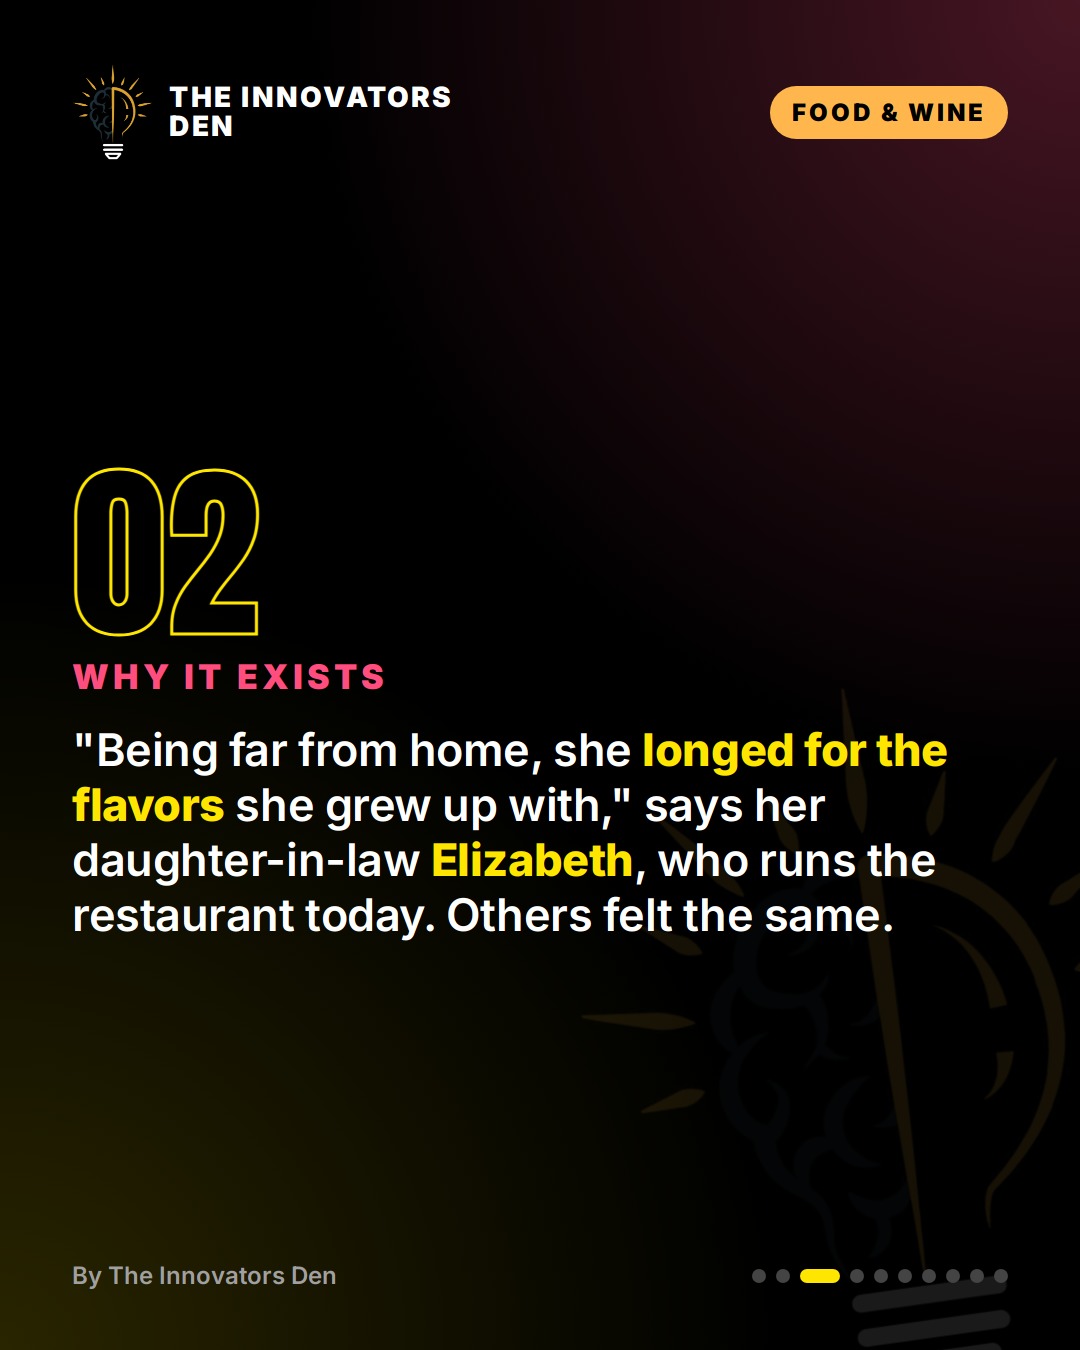 THE INNOVATORS
DEN
FOOD & WINE
02
WHY IT EXISTS
"Being far from home, she longed for the
flavors she grew up with," says her
daughter-in-law Elizabeth, who runs the
restaurant today. Others felt the same.
By The Innovators Den